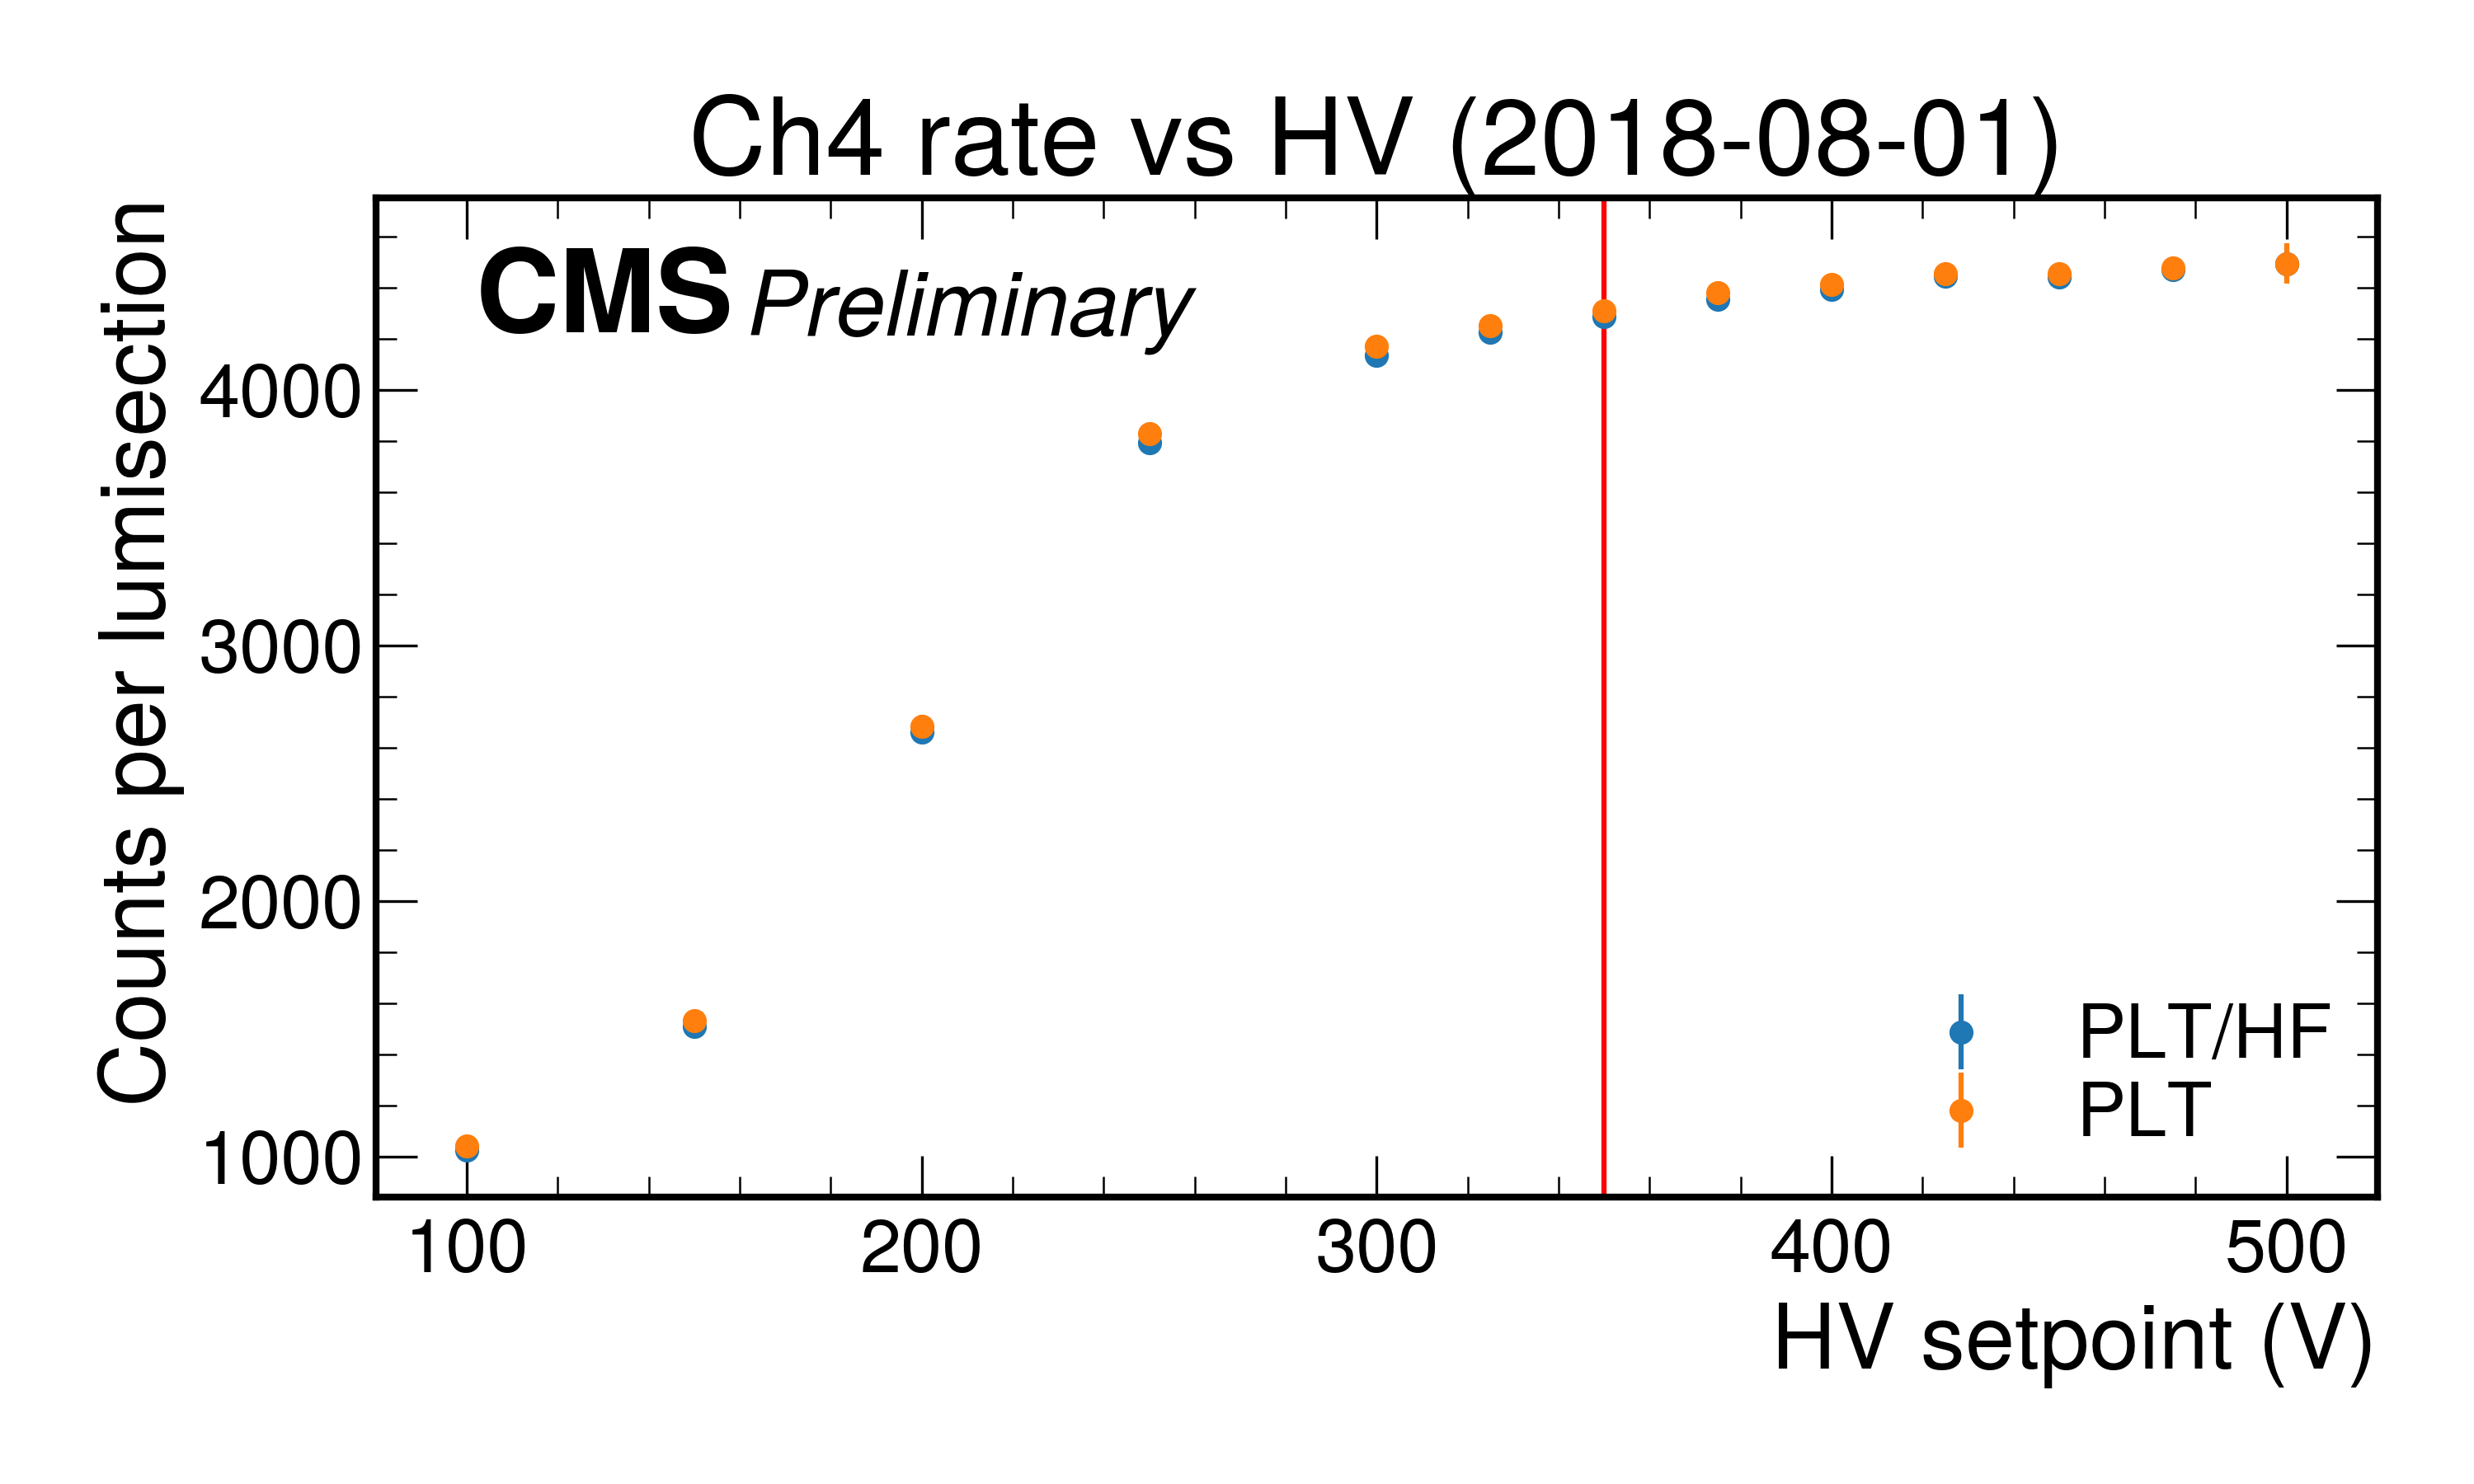 Ch4 rate vs HV (2018-08-01)
CMS Preliminary
Counts per lumisection
4000
3000
2000
1000
PLT/HF
PLT
100 200 300 400 500
HV setpoint (V)